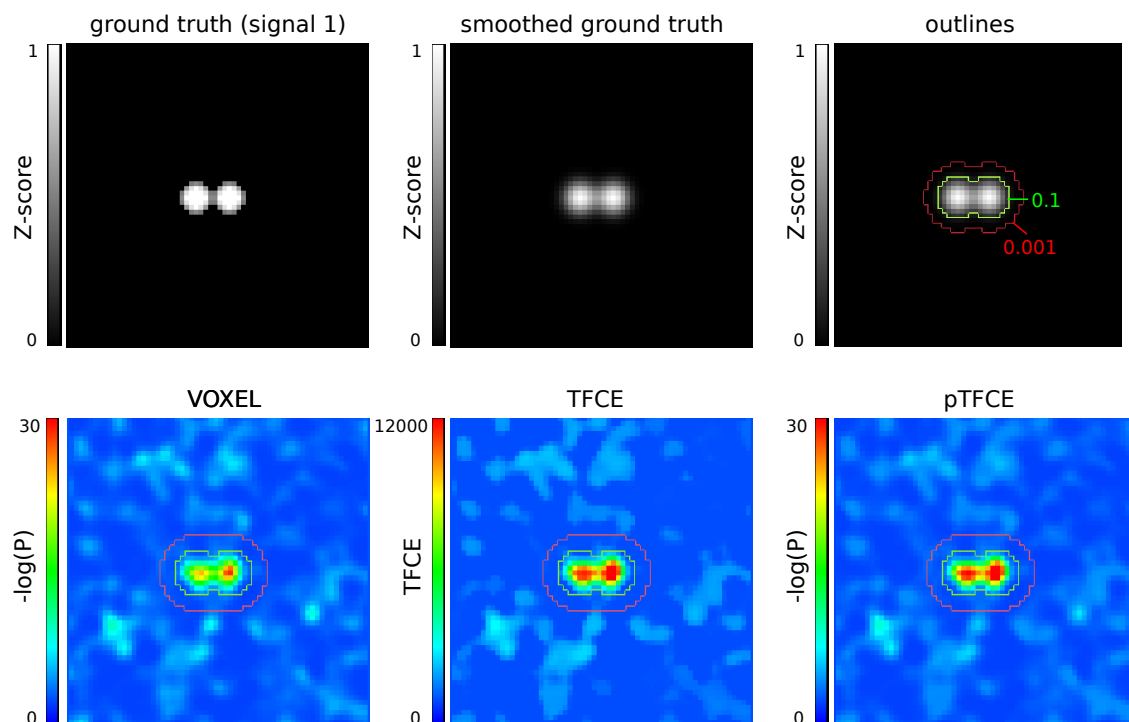 ground truth (signal 1)
smoothed ground truth
outlines
1
Z-score
0
1
Z-score
0
1
Z-score
0
0.1
0.001
VOXEL
TFCE
pTFCE
30
-log(P)
0
12000
TFCE
0
30
-log(P)
0